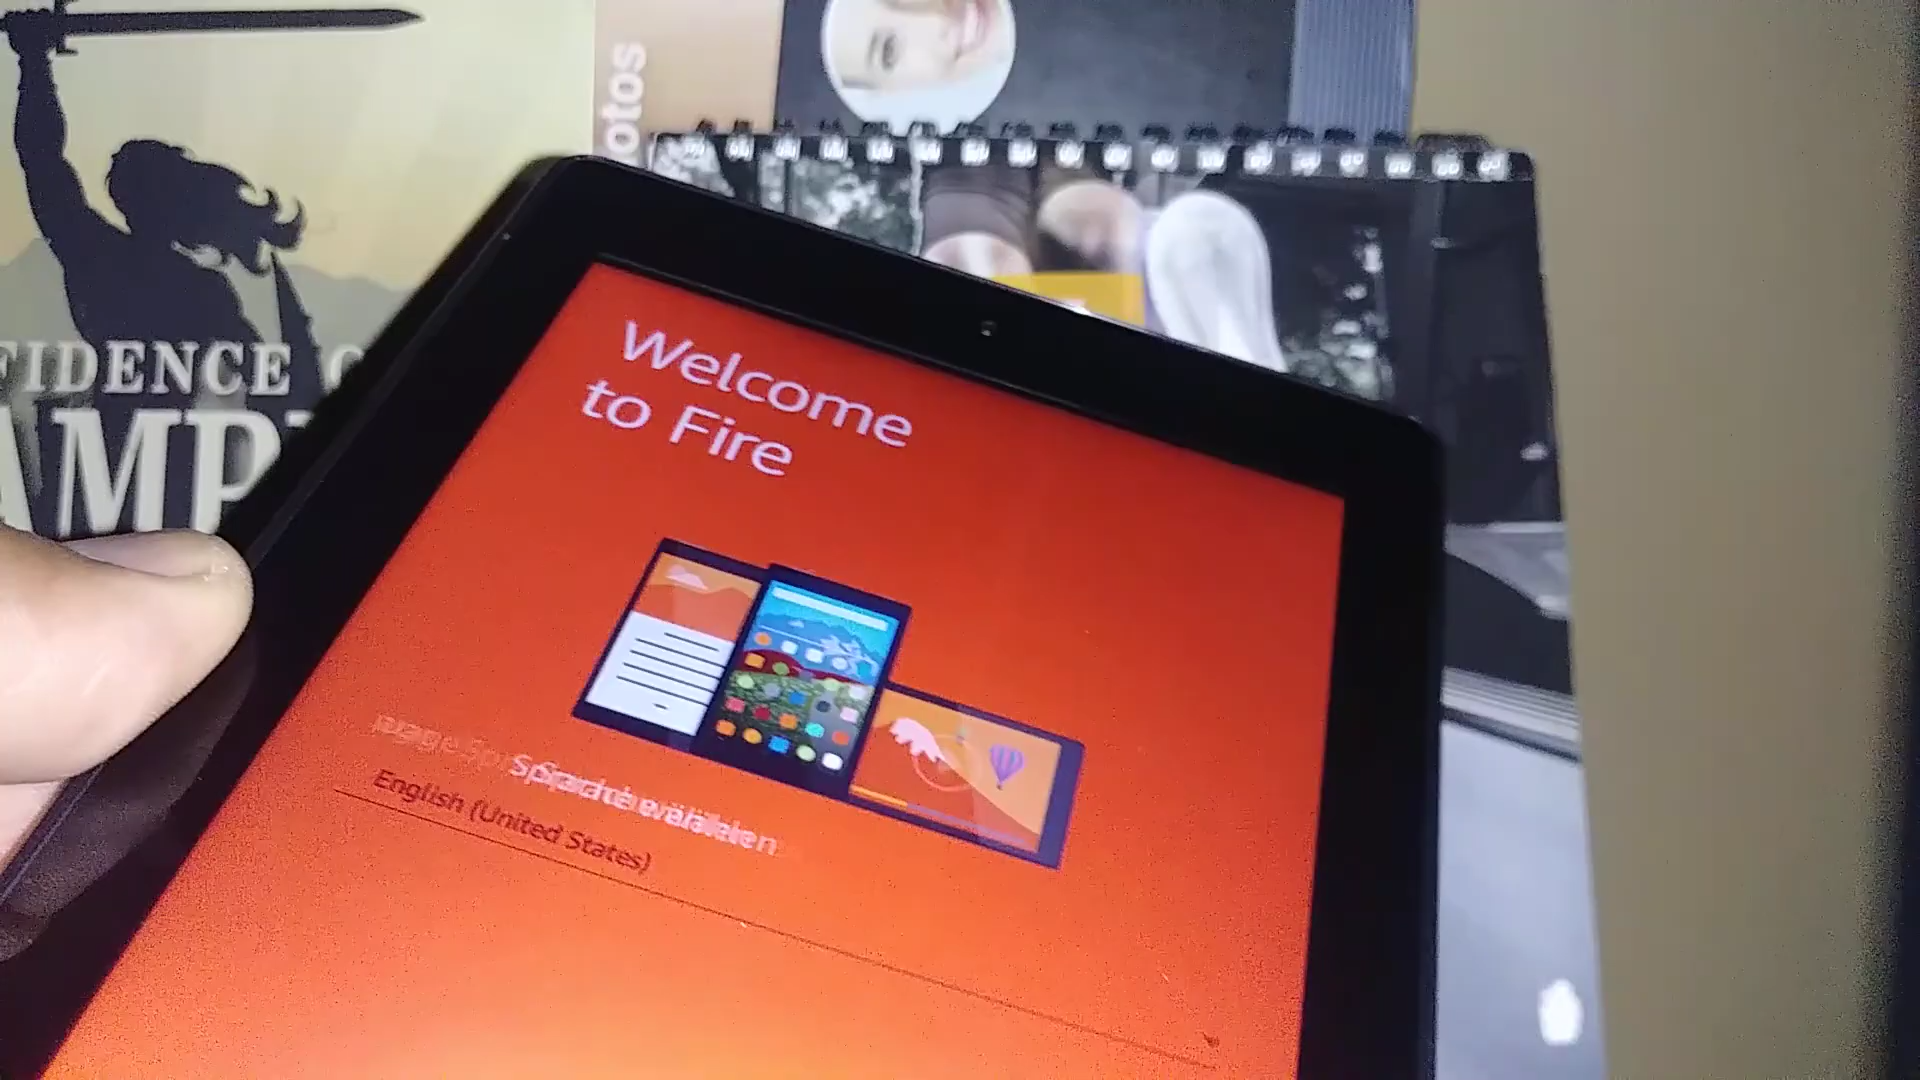 otos
FIDENCE
AMP
Welcome
to Fire
English (United States)